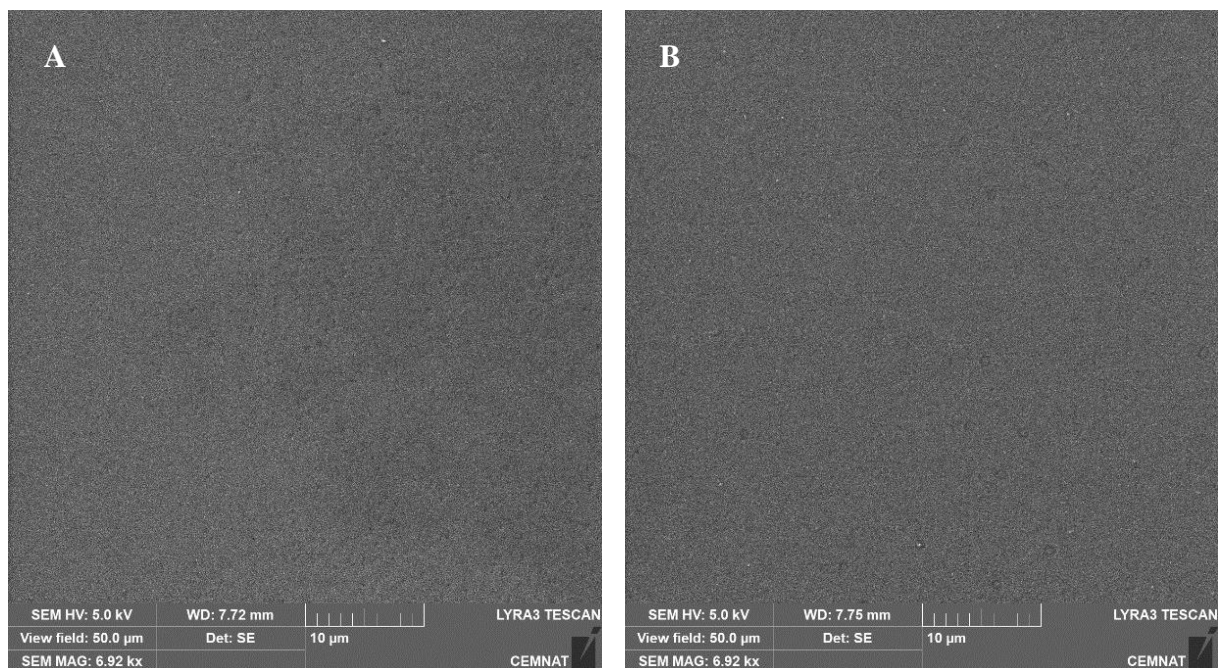 A
SEM HV: 5.0 kV WD: 7.72 mm LYRA3 TESCAN
View field: 50.0 µm Det: SE 10 µm
SEM MAG: 6.92 kx CEMNAT
B
SEM HV: 5.0 kV WD: 7.75 mm LYRA3 TESCAN
View field: 50.0 µm Det: SE 10 µm
SEM MAG: 6.92 kx CEMNAT